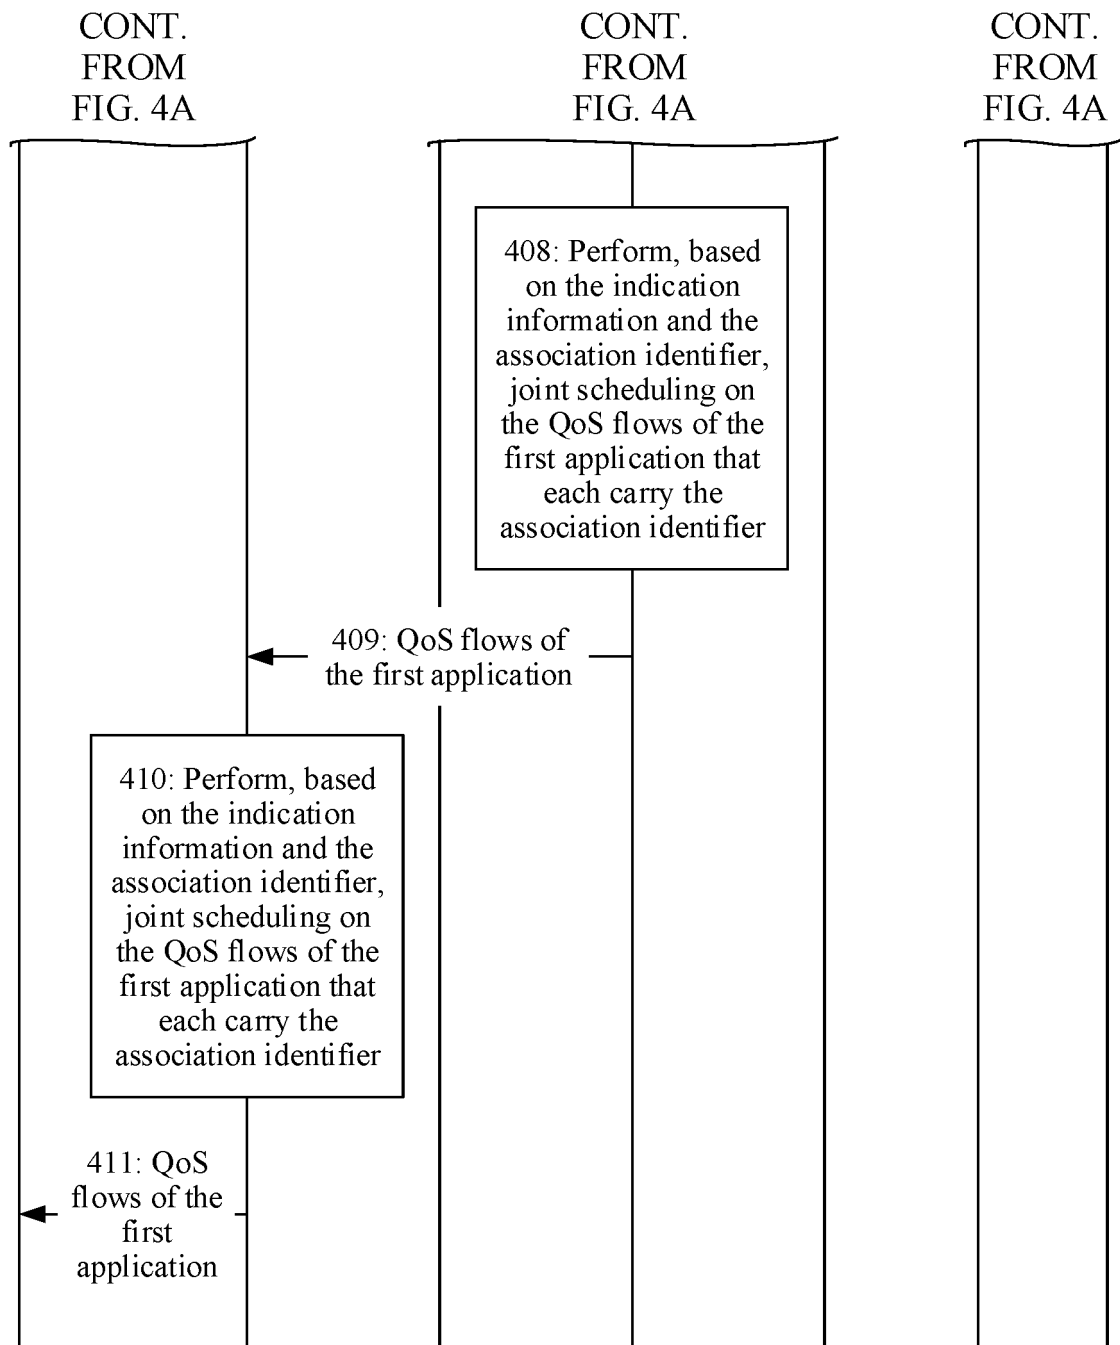 CONT.
FROM
FIG. 4A
CONT.
FROM
FIG. 4A
CONT.
FROM
FIG. 4A
408: Perform, based
on the indication
information and the
association identifier,
joint scheduling on
the QoS flows of the
first application that
each carry the
association identifier
409: QoS flows of
the first application
410: Perform, based
on the indication
information and the
association identifier,
joint scheduling on
the QoS flows of the
first application that
each carry the
association identifier
411: QoS
flows of the
first
application